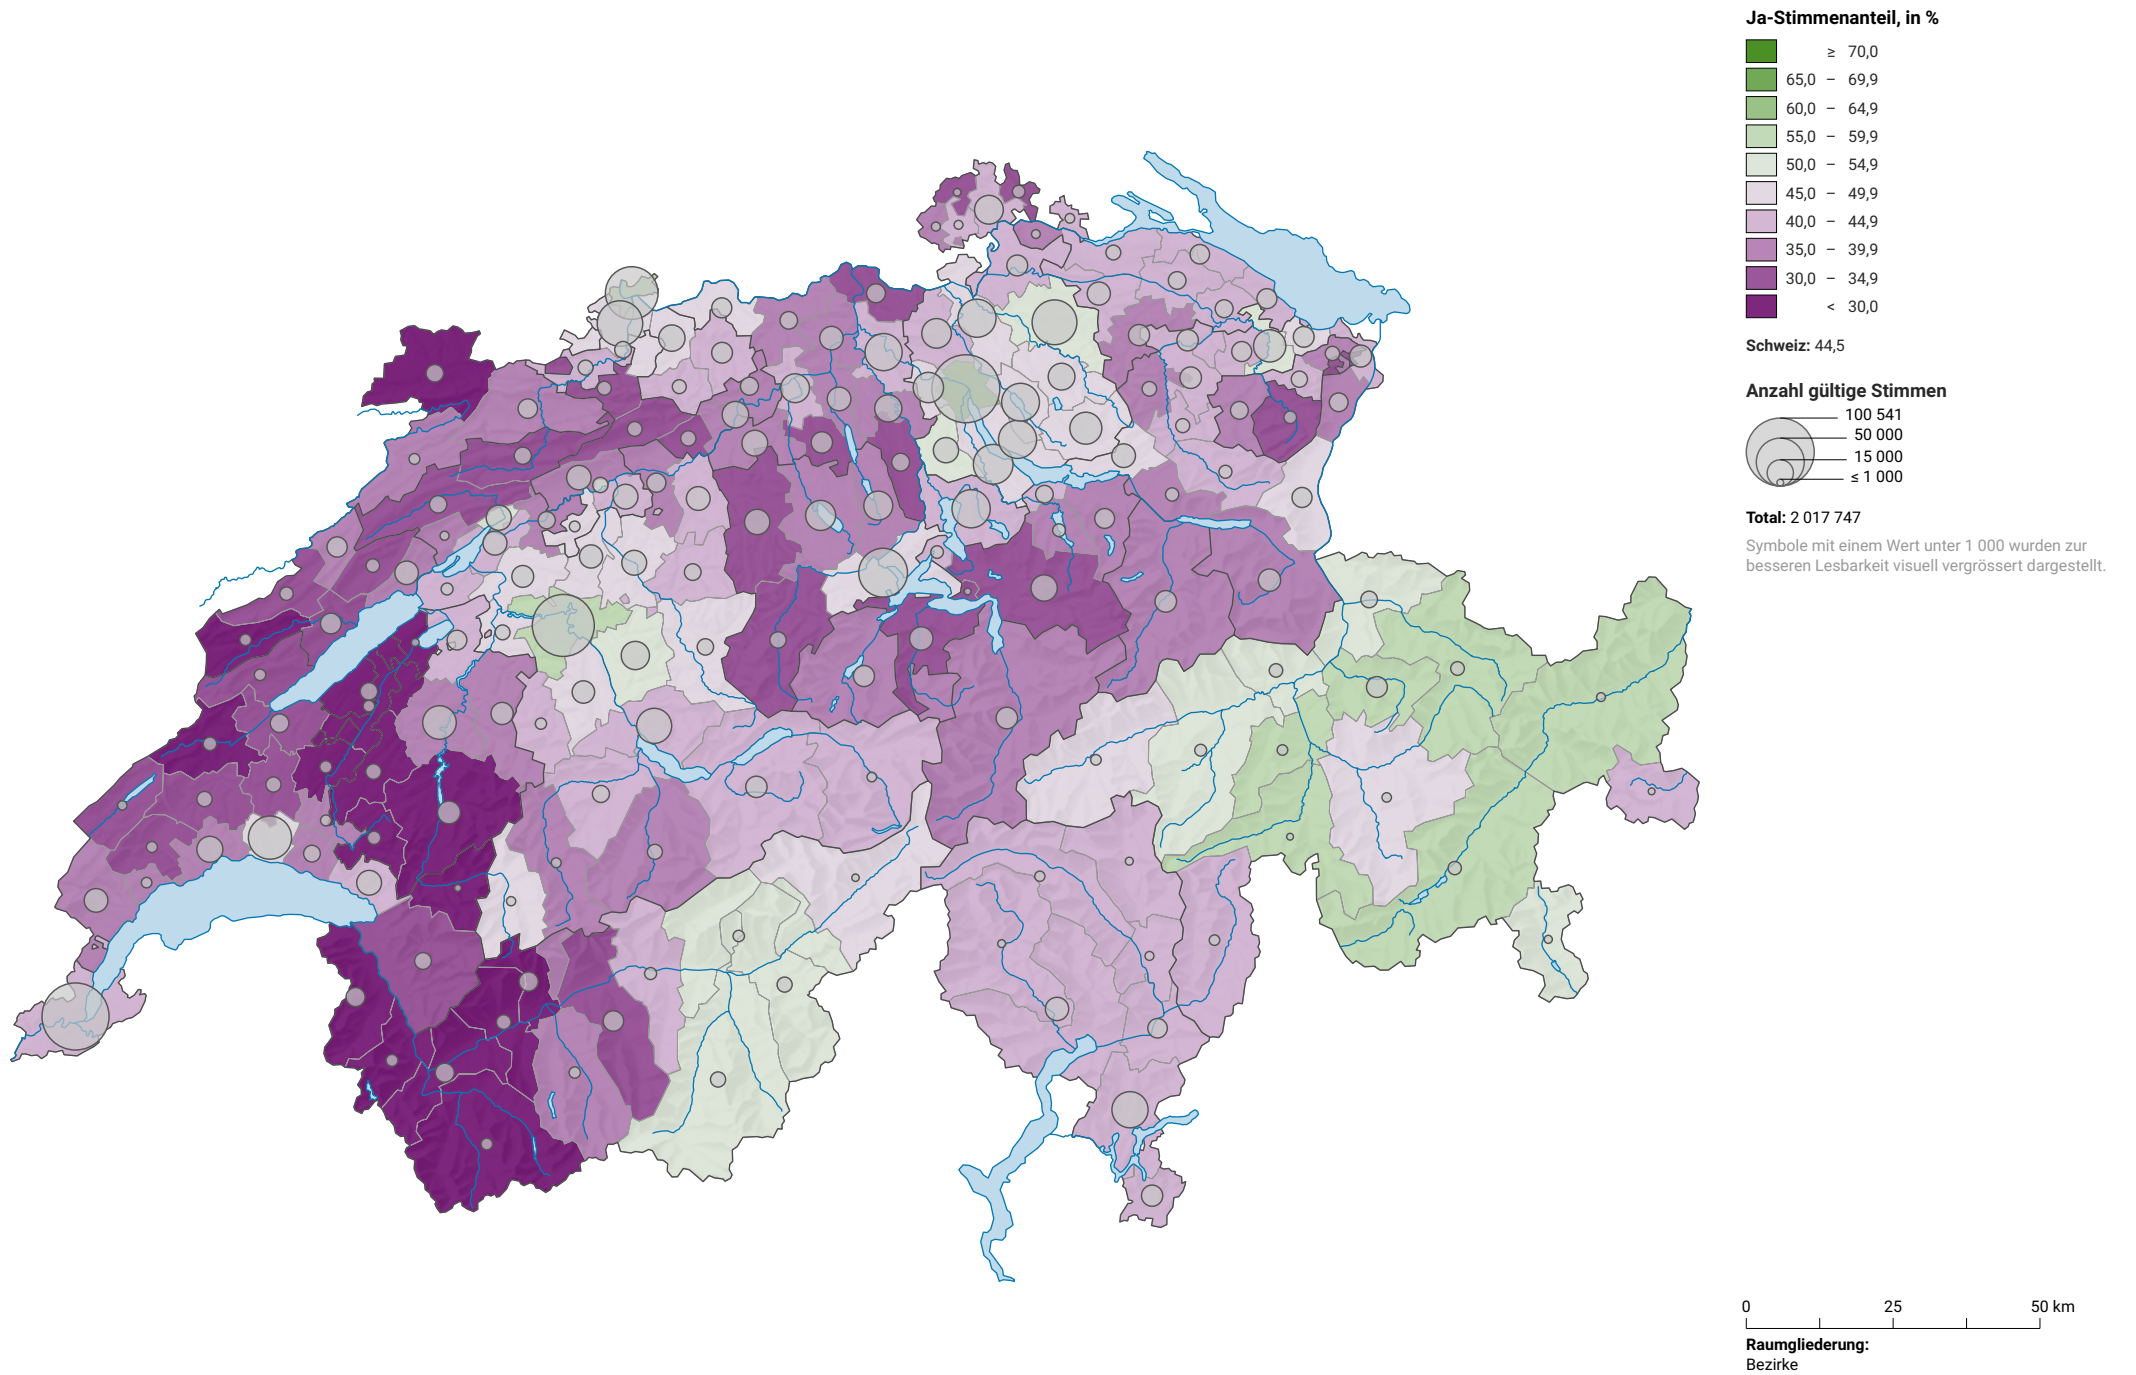 Ja-Stimmenanteil, in %
≥ 70,0
65,0 – 69,9
60,0 – 64,9
55,0 – 59,9
50,0 – 54,9
45,0 – 49,9
40,0 – 44,9
35,0 – 39,9
30,0 – 34,9
< 30,0
Schweiz: 44,5
Anzahl gültige Stimmen
100 541
50 000
15 000
≤ 1 000
Total: 2 017 747
Symbole mit einem Wert unter 1 000 wurden zur
besseren Lesbarkeit visuell vergrössert dargestellt.
0 25 50 km
Raumgliederung:
Bezirke